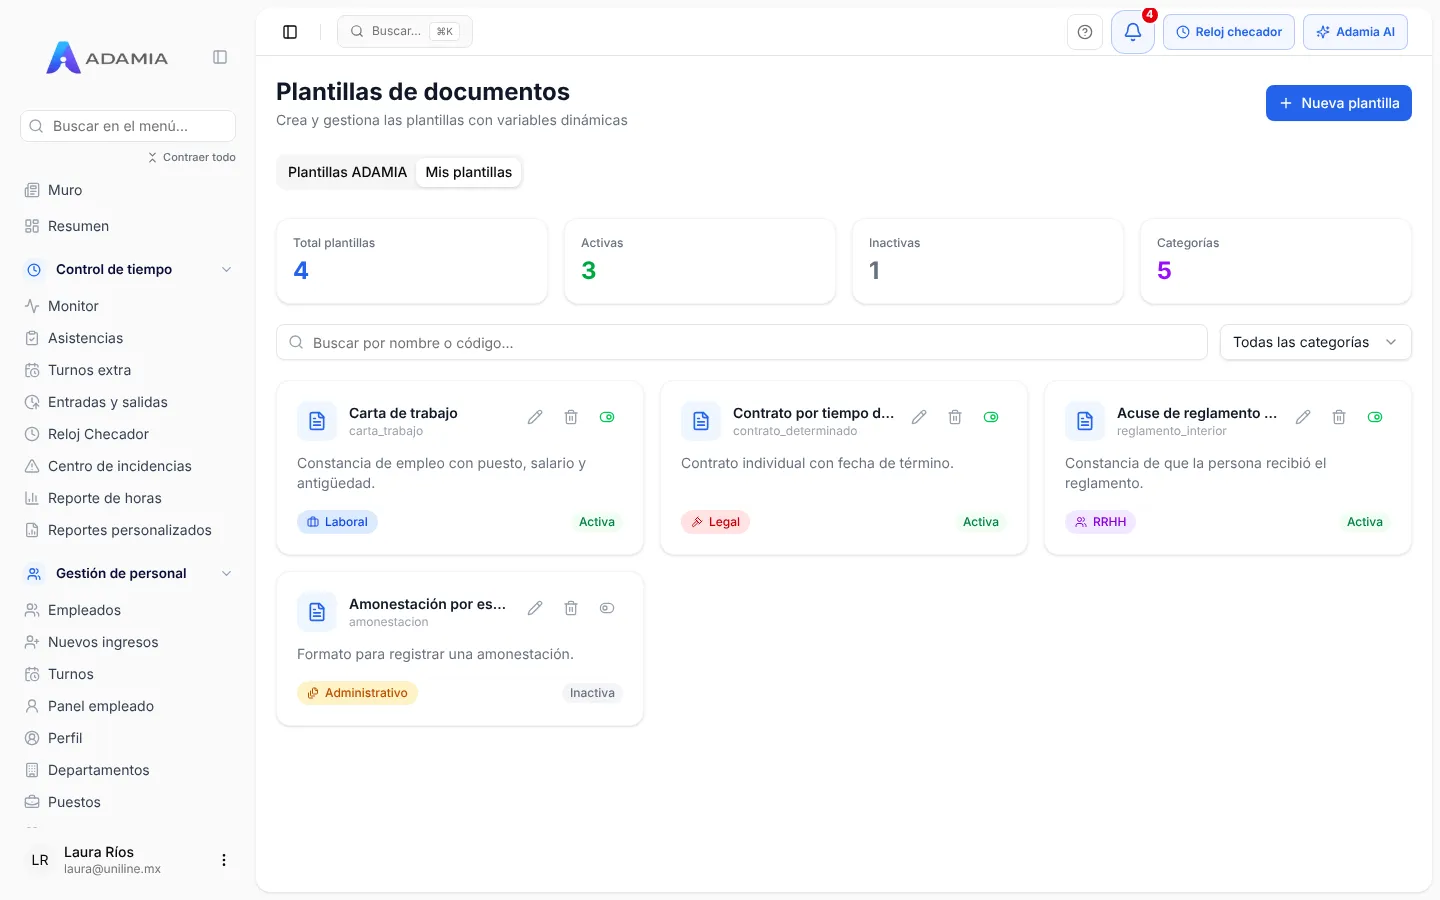 ADAMIA
Buscar en el menú...
Contraer todo
Muro
Resumen
Control de tiempo
Monitor
Asistencias
Turnos extra
Entradas y salidas
Reloj Checador
Centro de incidencias
Reporte de horas
Reportes personalizados
Gestión de personal
Empleados
Nuevos ingresos
Turnos
Panel empleado
Perfil
Departamentos
Puestos
LR
Laura Ríos
laura@uniline.mx
Buscar... ⌘K
4
Reloj checador
Adamia AI
Plantillas de documentos
Crea y gestiona las plantillas con variables dinámicas
Nueva plantilla
Plantillas ADAMIA
Mis plantillas
Total plantillas
4
Activas
3
Inactivas
1
Categorías
5
Buscar por nombre o código...
Todas las categorías
Carta de trabajo
carta_trabajo
Constancia de empleo con puesto, salario y
antigüedad.
Laboral
Activa
Contrato por tiempo d...
contrato_determinado
Contrato individual con fecha de término.
Legal
Activa
Acuse de reglamento ...
reglamento_interior
Constancia de que la persona recibió el
reglamento.
RRHH
Activa
Amonestación por es...
amonestacion
Formato para registrar una amonestación.
Administrativo
Inactiva